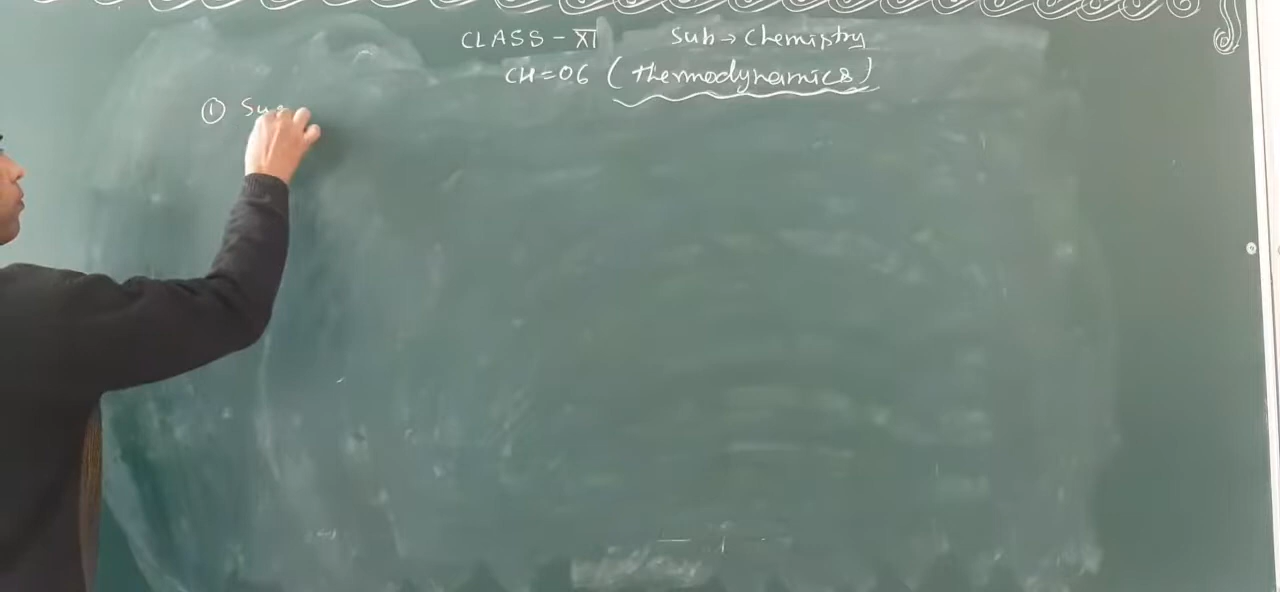 CLASS - XI Sub → Chemistry
CH = 06 (Thermodynamics)
①